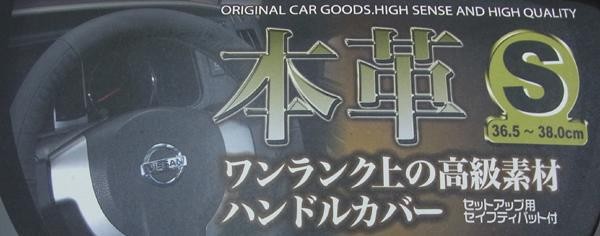 ORIGINAL CAR GOODS.HIGH SENSE AND HIGH QUALITY
本革
S
36.5~38.0cm
NISSAN
ワンランク上の高級素材
ハンドルカバー
セットアップ用
セイフティパット付